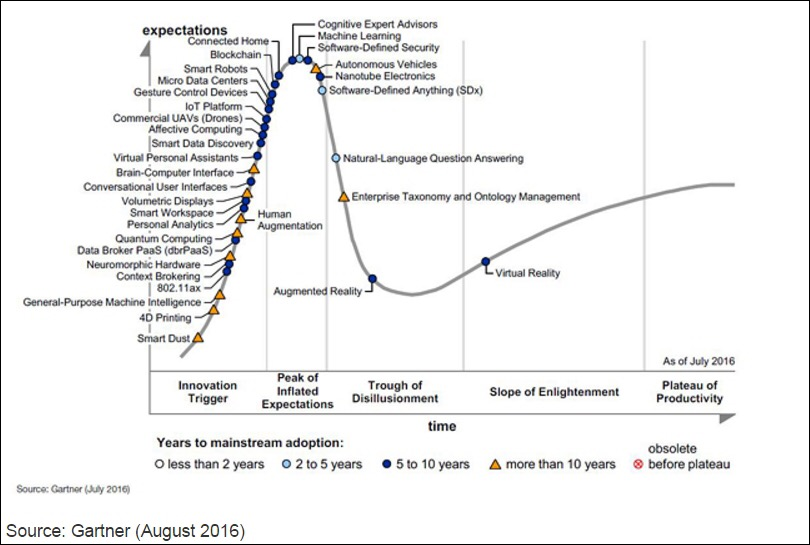 expectations
Cognitive Expert Advisors
Machine Learning
Software-Defined Security
Connected Home
Autonomous Vehicles
Blockchain
Nanotube Electronics
Smart Robots
Software-Defined Anything (SDx)
Micro Data Centers
Gesture Control Devices
IoT Platform
Commercial UAVs (Drones)
Affective Computing
Smart Data Discovery
Virtual Personal Assistants
Natural-Language Question Answering
Brain-Computer Interface
Conversational User Interfaces
Volumetric Displays
Enterprise Taxonomy and Ontology Management
Smart Workspace
Personal Analytics
Human
Augmentation
Quantum Computing
Data Broker PaaS (dbrPaaS)
Neuromorphic Hardware
Context Brokering
802.11ax
General-Purpose Machine Intelligence
4D Printing
Smart Dust
Augmented Reality
Virtual Reality
As of July 2016
Innovation
Trigger
Peak of
Inflated
Expectations
Trough of
Disillusionment
Slope of Enlightenment
Plateau of
Productivity
time
Years to mainstream adoption:
less than 2 years
2 to 5 years
5 to 10 years
more than 10 years
obsolete
before plateau
Source: Gartner (July 2016)
Source: Gartner (August 2016)